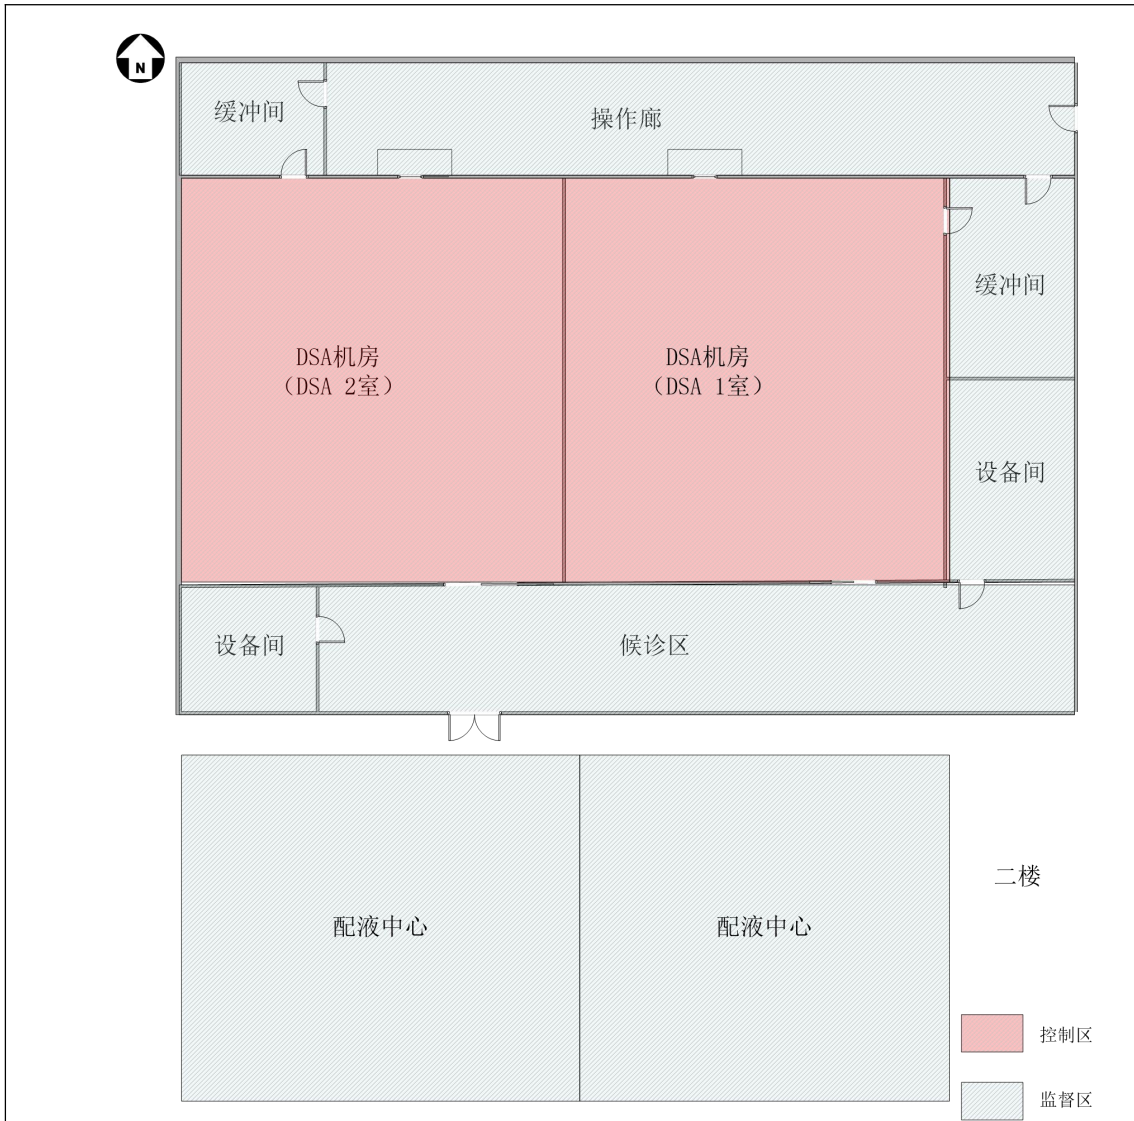 N
缓冲间
操作廊
缓冲间
DSA机房
（DSA 2室）
DSA机房
（DSA 1室）
设备间
设备间
候诊区
二楼
配液中心
配液中心
控制区
监督区